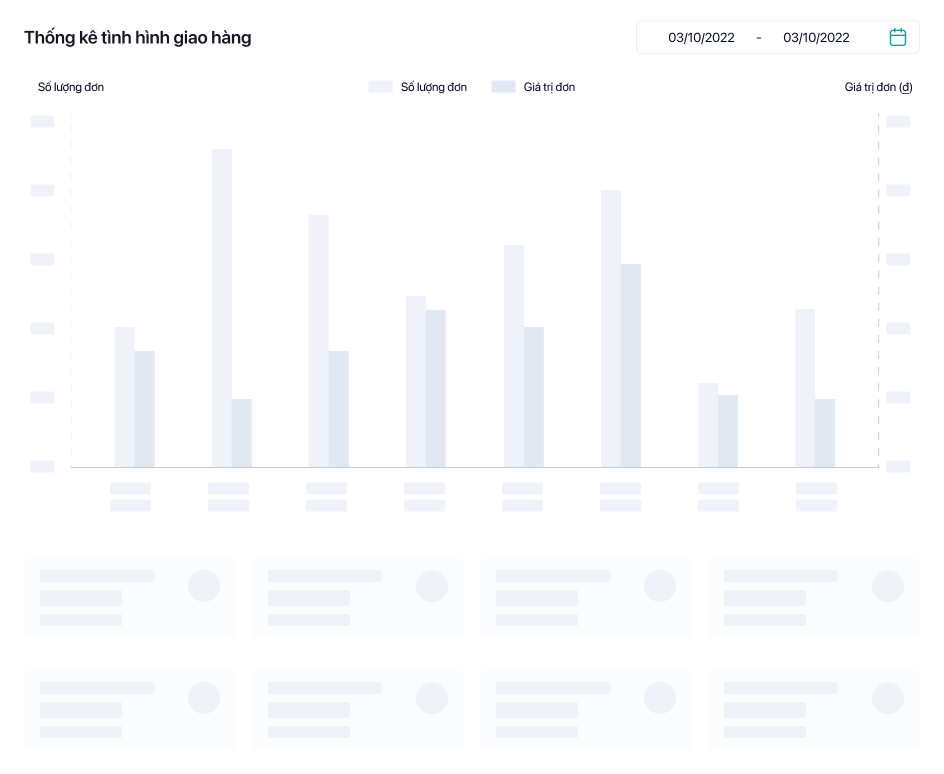 Thống kê tình hình giao hàng
03/10/2022 - 03/10/2022
Số lượng đơn
Số lượng đơn
Giá trị đơn
Giá trị đơn (đ)